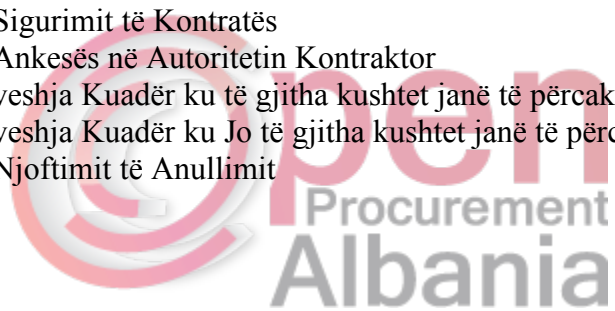 Sigurimit të Kontratës
Ankesës në Autoritetin Kontraktor
veshja Kuadër ku të gjitha kushtet janë të përcak
veshja Kuadër ku Jo të gjitha kushtet janë të përc
Njoftimit të Anullimit
Open
Procurement
Albania